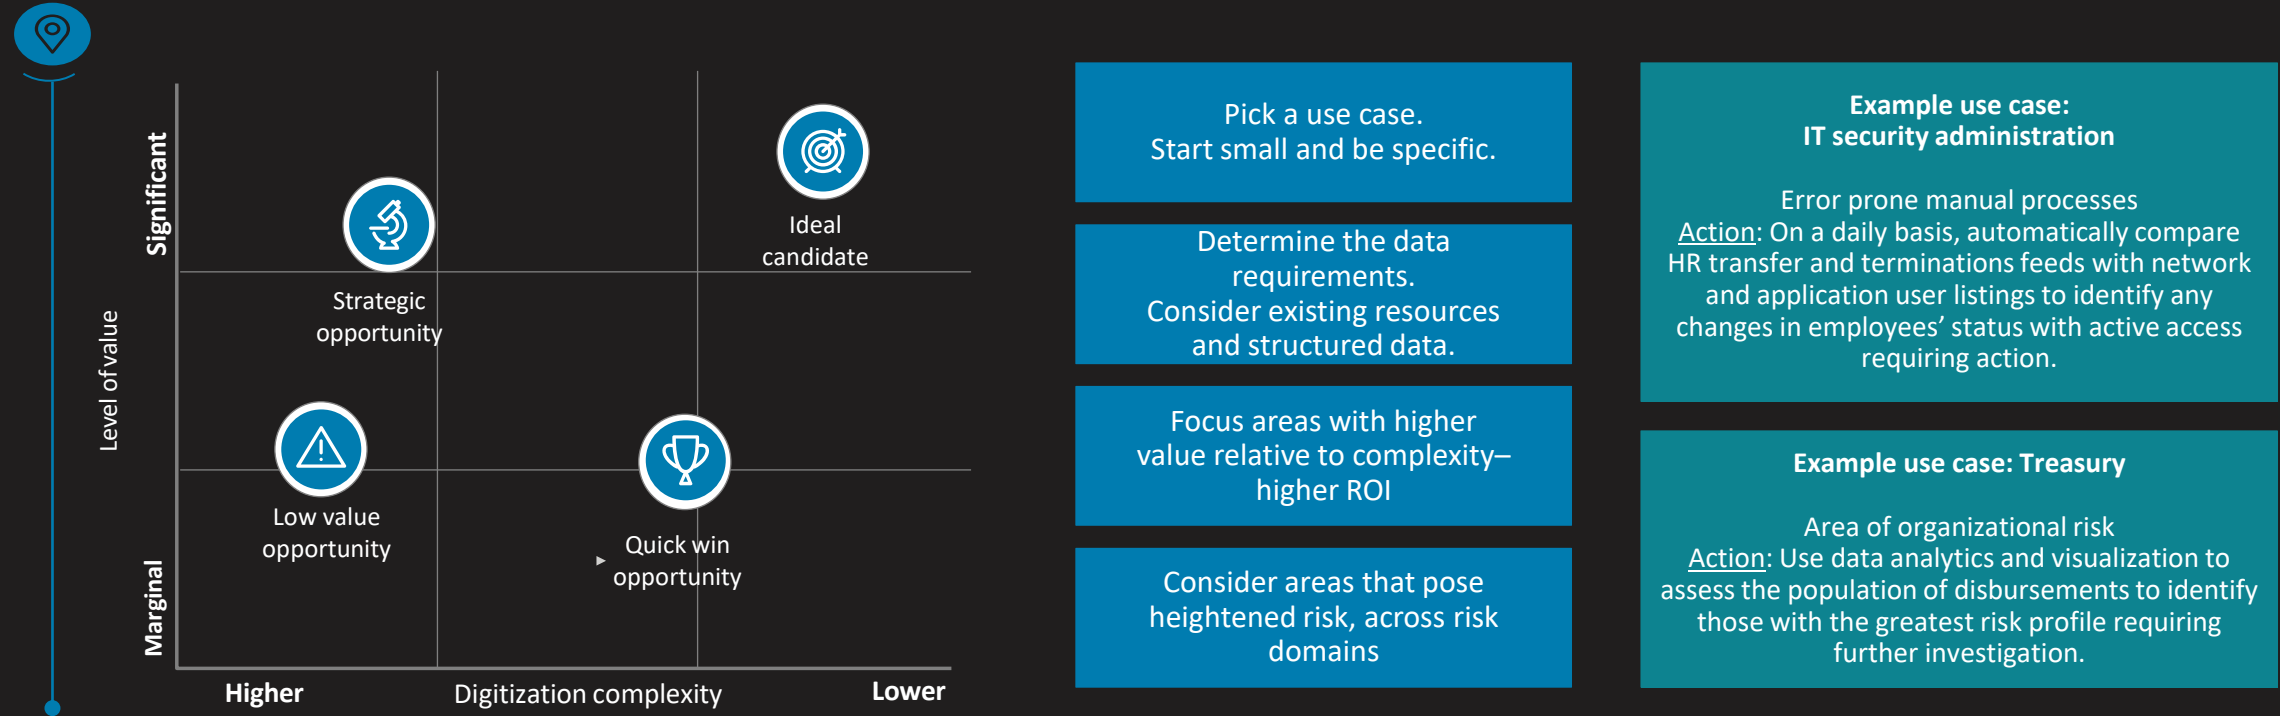 Significant
Level of value
Marginal
Ideal
candidate
Strategic
opportunity
Low value
opportunity
Quick win
opportunity
Higher
Digitization complexity
Lower
Pick a use case.
Start small and be specific.
Determine the data
requirements.
Consider existing resources
and structured data.
Focus areas with higher
value relative to complexity–
higher ROI
Consider areas that pose
heightened risk, across risk
domains
Example use case:
IT security administration
Error prone manual processes
Action: On a daily basis, automatically compare
HR transfer and terminations feeds with network
and application user listings to identify any
changes in employees’ status with active access
requiring action.
Example use case: Treasury
Area of organizational risk
Action: Use data analytics and visualization to
assess the population of disbursements to identify
those with the greatest risk profile requiring
further investigation.